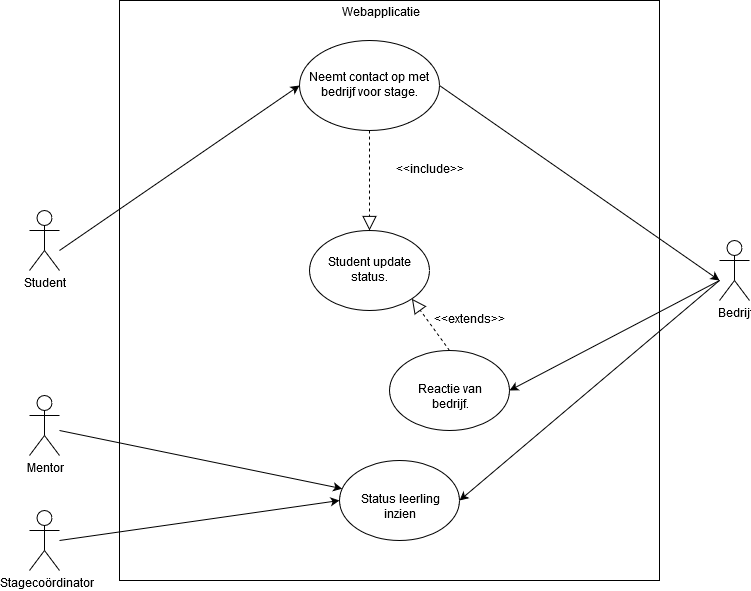 Webapplicatie
Neemt contact op met
bedrijf voor stage.
<<include>>
Student update
status.
Student
<<extends>>
Bedrij
Reactie van
bedrijf.
Mentor
Status leerling
inzien
Stagecoördinator